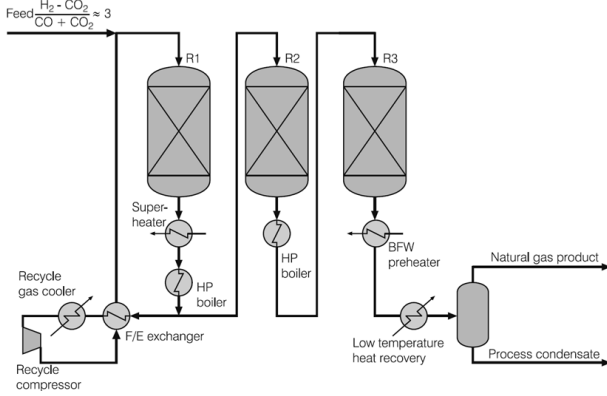 Feed H₂ - CO₂ / CO + CO₂ ≈ 3
R1
R2
R3
Super-
heater
HP
boiler
HP
boiler
BFW
preheater
Natural gas product
Recycle
gas cooler
F/E exchanger
Low temperature
heat recovery
Process condensate
Recycle
compressor